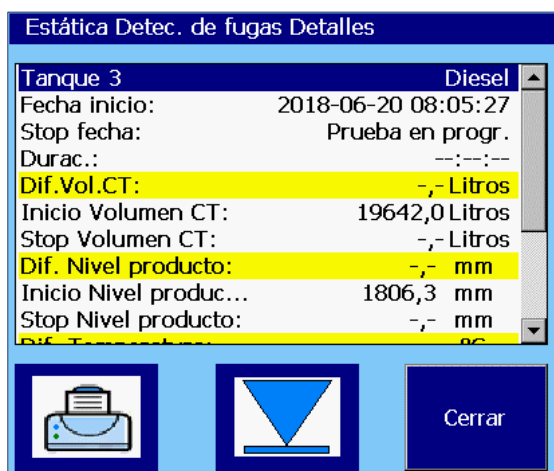 Estática Detec. de fugas Detalles
Tanque 3 Diesel
Fecha inicio: 2018-06-20 08:05:27
Stop fecha: Prueba en progr.
Durac.: --:--:--
Dif.Vol.CT: -,- Litros
Inicio Volumen CT: 19642,0 Litros
Stop Volumen CT: -,- Litros
Dif. Nivel producto: -,- mm
Inicio Nivel produc... 1806,3 mm
Stop Nivel producto: -,- mm
Cerrar